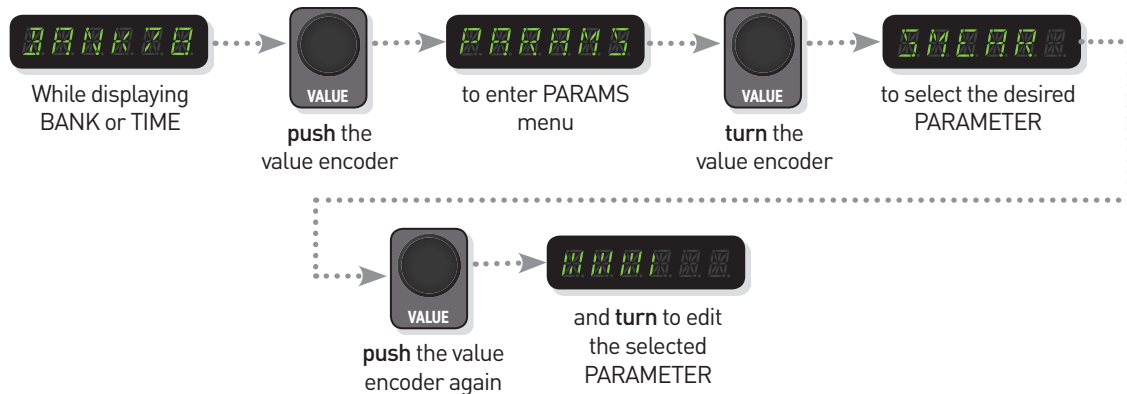 BANK78
VALUE
PARAMS
VALUE
SMEAR
While displaying
BANK or TIME
push the
value encoder
to enter PARAMS
menu
turn the
value encoder
to select the desired
PARAMETER
VALUE
push the value
encoder again
and turn to edit
the selected
PARAMETER